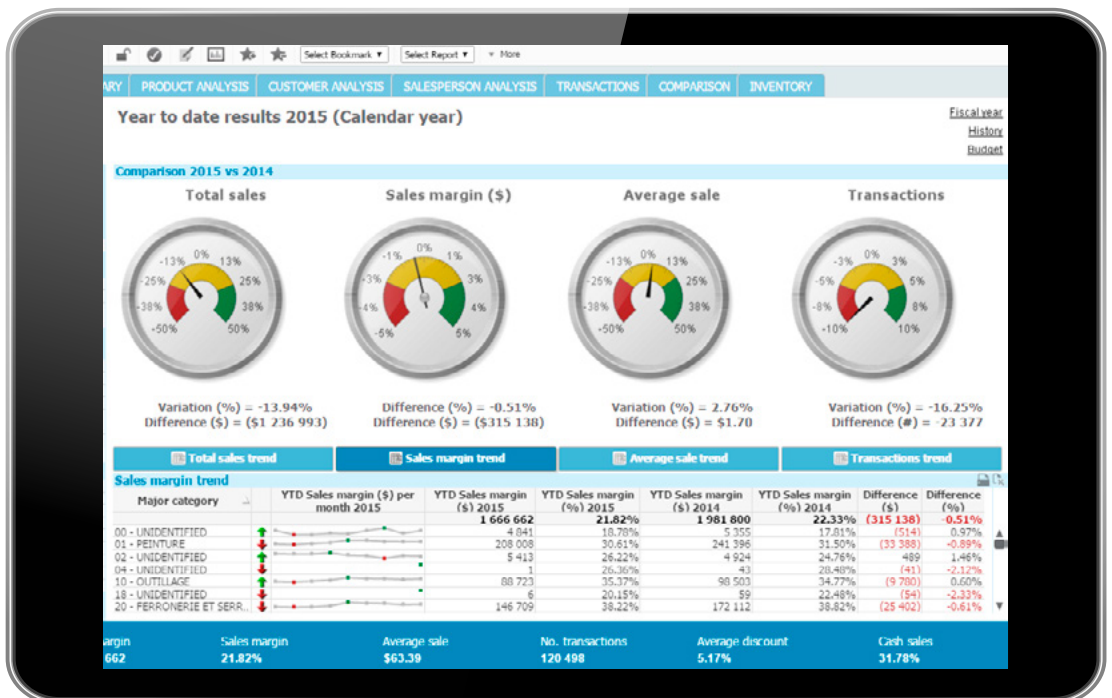 Select Bookmark ▼ Select Report ▼ ▼ More
ARY PRODUCT ANALYSIS CUSTOMER ANALYSIS SALESPERSON ANALYSIS TRANSACTIONS COMPARISON INVENTORY
Year to date results 2015 (Calendar year)
Fiscal year
History
Budget
Comparison 2015 vs 2014
Total sales Sales margin ($) Average sale Transactions
-50% -38% -25% -13% 0% 13% 25% 38% 50%
-5% -4% -3% -1% 0% 1% 3% 4% 5%
-50% -38% -25% -13% 0% 13% 25% 38% 50%
-10% -8% -5% -3% 0% 3% 5% 8% 10%
Variation (%) = -13.94% Difference (%) = -0.51% Variation (%) = 2.76% Variation (%) = -16.25%
Difference ($) = ($1 236 993) Difference ($) = ($315 138) Difference ($) = $1.70 Difference (#) = -23 377
Total sales trend Sales margin trend Average sale trend Transactions trend
Sales margin trend
Major category YTD Sales margin ($) per month 2015 YTD Sales margin ($) 2015 YTD Sales margin (%) 2015 YTD Sales margin ($) 2014 YTD Sales margin (%) 2014 Difference ($) Difference (%)
1 666 662 21.82% 1 981 800 22.33% (315 138) -0.51%
00 - UNIDENTIFIED 4 841 18.78% 5 355 17.81% (514) 0.97%
01 - PEINTURE 208 008 30.61% 241 396 31.50% (33 388) -0.89%
02 - UNIDENTIFIED 5 413 26.22% 4 924 24.76% 489 1.46%
04 - UNIDENTIFIED 1 26.36% 43 28.48% (41) -2.12%
10 - OUTILLAGE 88 723 35.37% 98 503 34.77% (9 780) 0.60%
18 - UNIDENTIFIED 6 20.15% 59 22.48% (54) -2.33%
20 - FERRONERIE ET SERR... 146 709 38.22% 172 112 38.82% (25 402) -0.61%
argin Sales margin Average sale No. transactions Average discount Cash sales
662 21.82% $63.39 120 498 5.17% 31.78%